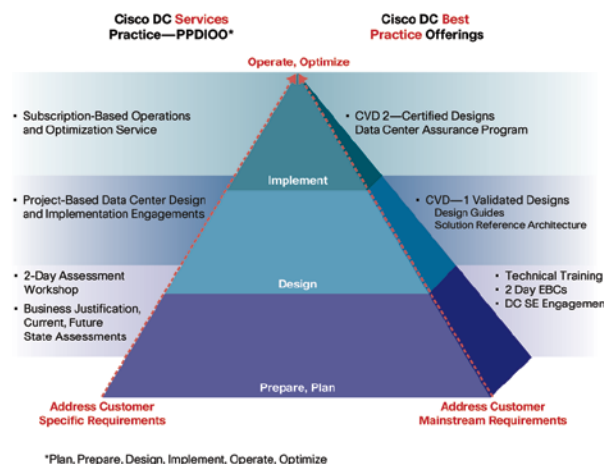 Cisco DC Services
Practice—PPDIOO*
Cisco DC Best
Practice Offerings
Operate, Optimize
• Subscription-Based Operations
and Optimization Service
• CVD 2—Certified Designs
Data Center Assurance Program
Implement
• Project-Based Data Center Design
and Implementation Engagements
• CVD—1 Validated Designs
Design Guides
Solution Reference Architecture
• 2-Day Assessment
Workshop
• Business Justification,
Current, Future
State Assessments
Design
• Technical Training
• 2 Day EBCs
• DC SE Engagement
Prepare, Plan
Address Customer
Specific Requirements
Address Customer
Mainstream Requirements
*Plan, Prepare, Design, Implement, Operate, Optimize